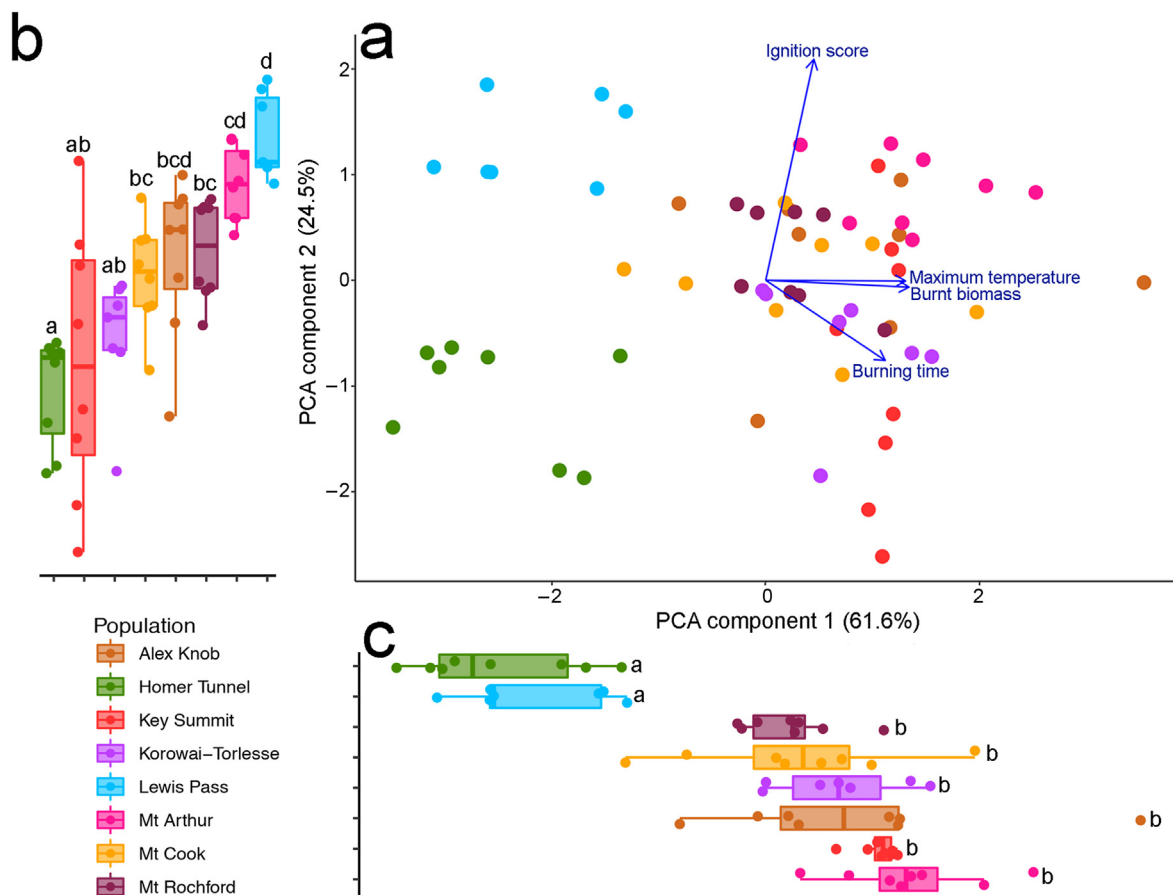 b
a
d
cd
ab
bcd
bc
bc
ab
a
Ignition score
Maximum temperature
Burnt biomass
Burning time
PCA component 2 (24.5%)
2
1
0
−1
−2
−2
0
2
PCA component 1 (61.6%)
Population
Alex Knob
Homer Tunnel
Key Summit
Korowai−Torlesse
Lewis Pass
Mt Arthur
Mt Cook
Mt Rochford
c
a
a
b
b
b
b
b
b